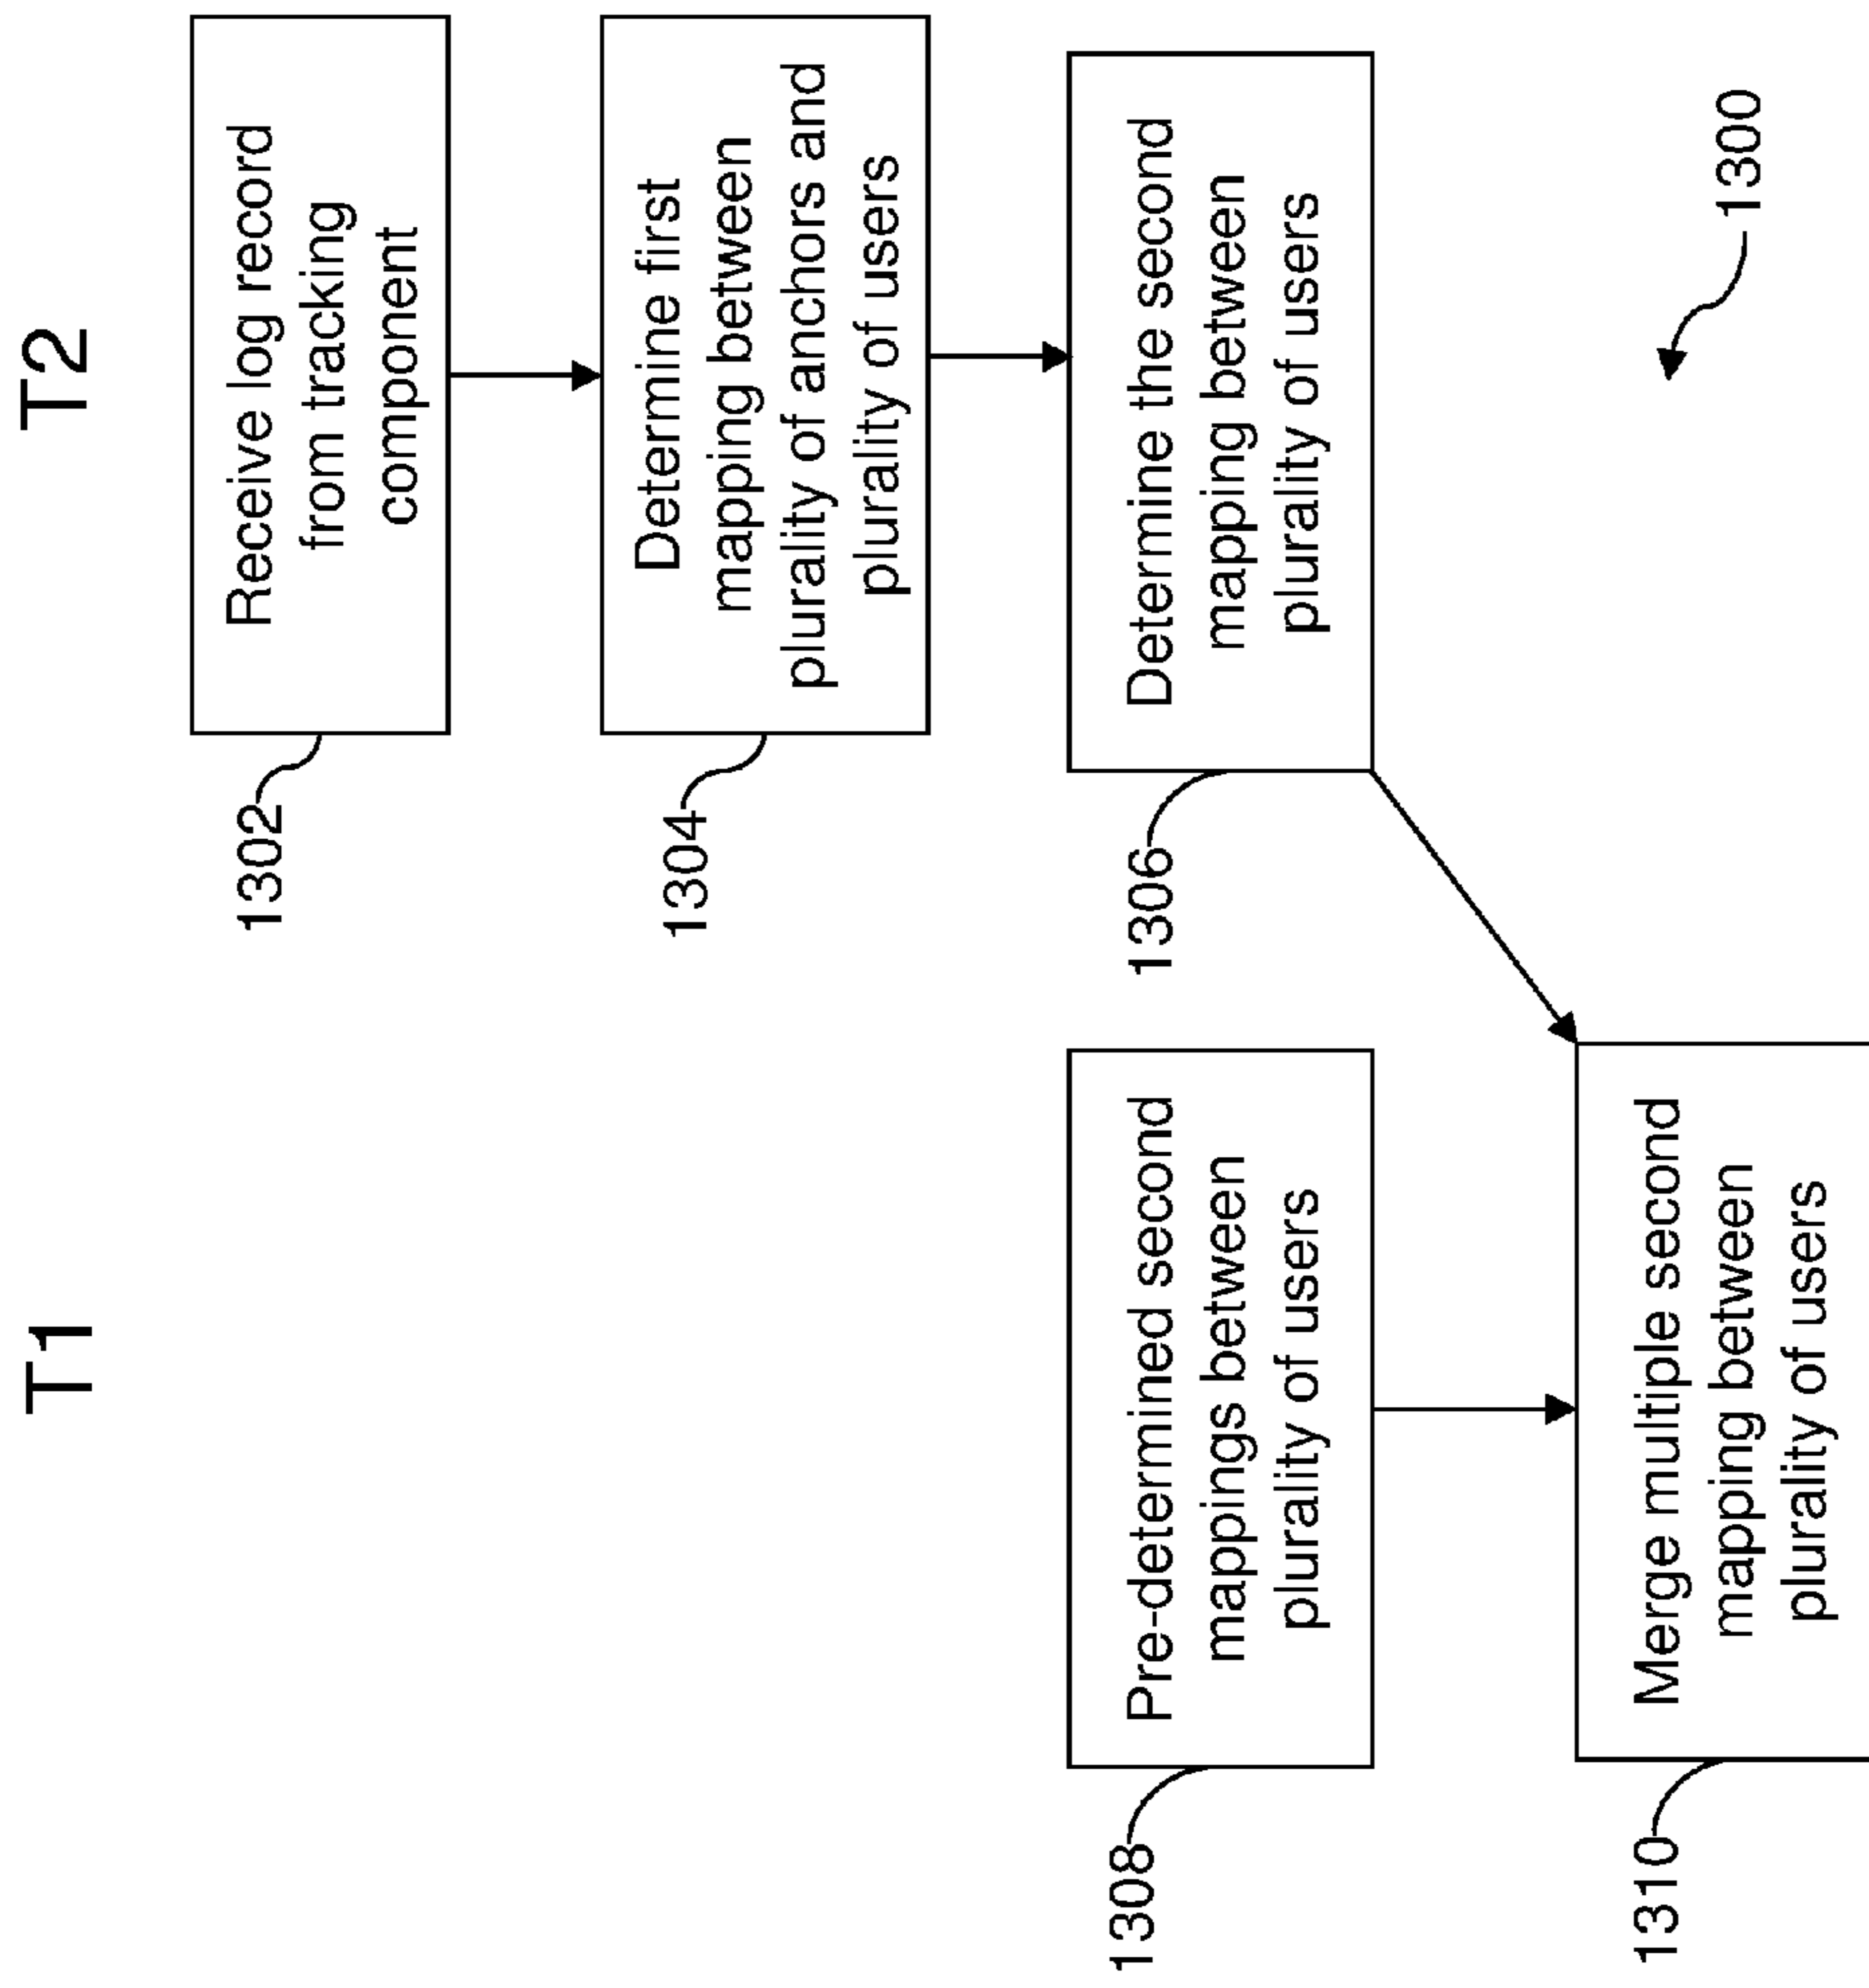 T1
T2
1302
Receive log record
from tracking
component
1304
Determine first
mapping between
plurality of anchors and
plurality of users
1308
Pre-determined second
mappings between
plurality of users
1306
Determine the second
mapping between
plurality of users
1310
Merge multiple second
mapping between
plurality of users
1300